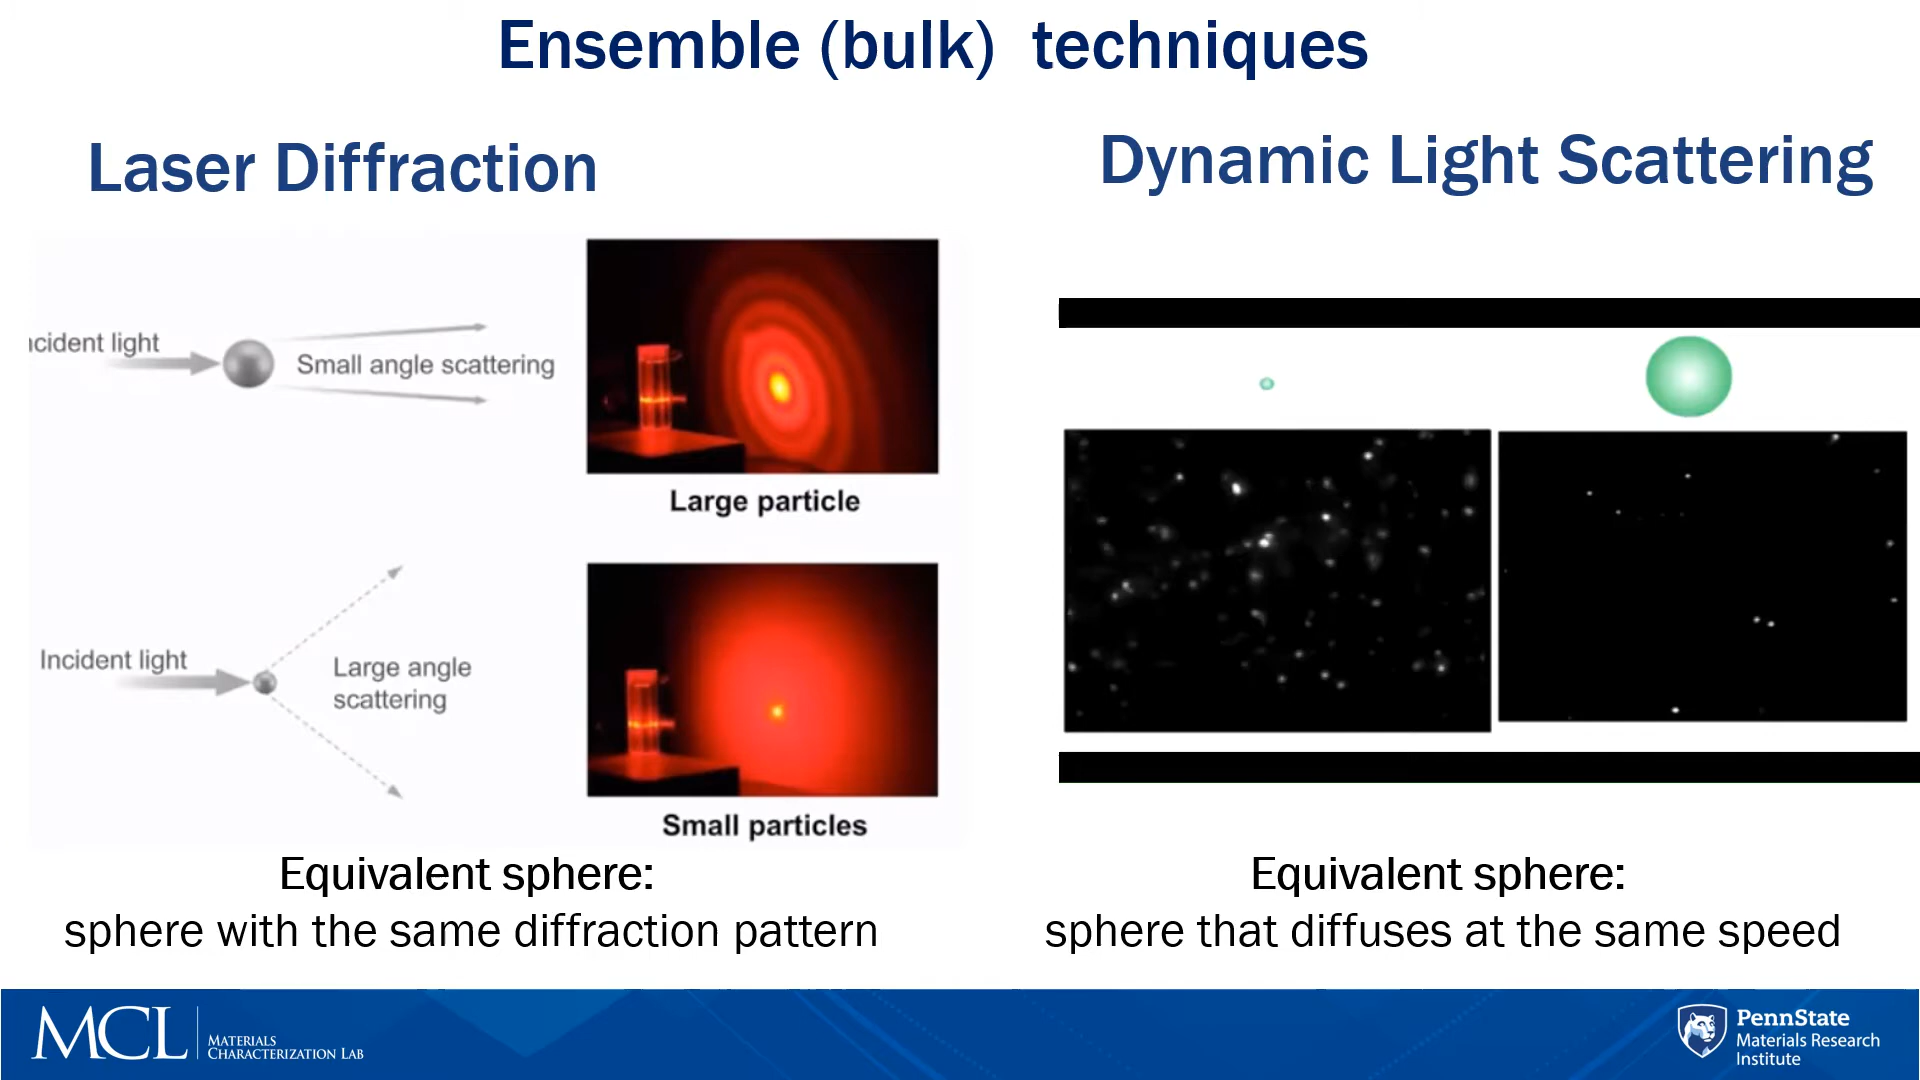 Ensemble (bulk) techniques
Laser Diffraction
Dynamic Light Scattering
ncident light
Small angle scattering
Large particle
Incident light
Large angle
scattering
Small particles
Equivalent sphere:
sphere with the same diffraction pattern
Equivalent sphere:
sphere that diffuses at the same speed
MCL
MATERIALS
CHARACTERIZATION LAB
PennState
Materials Research
Institute